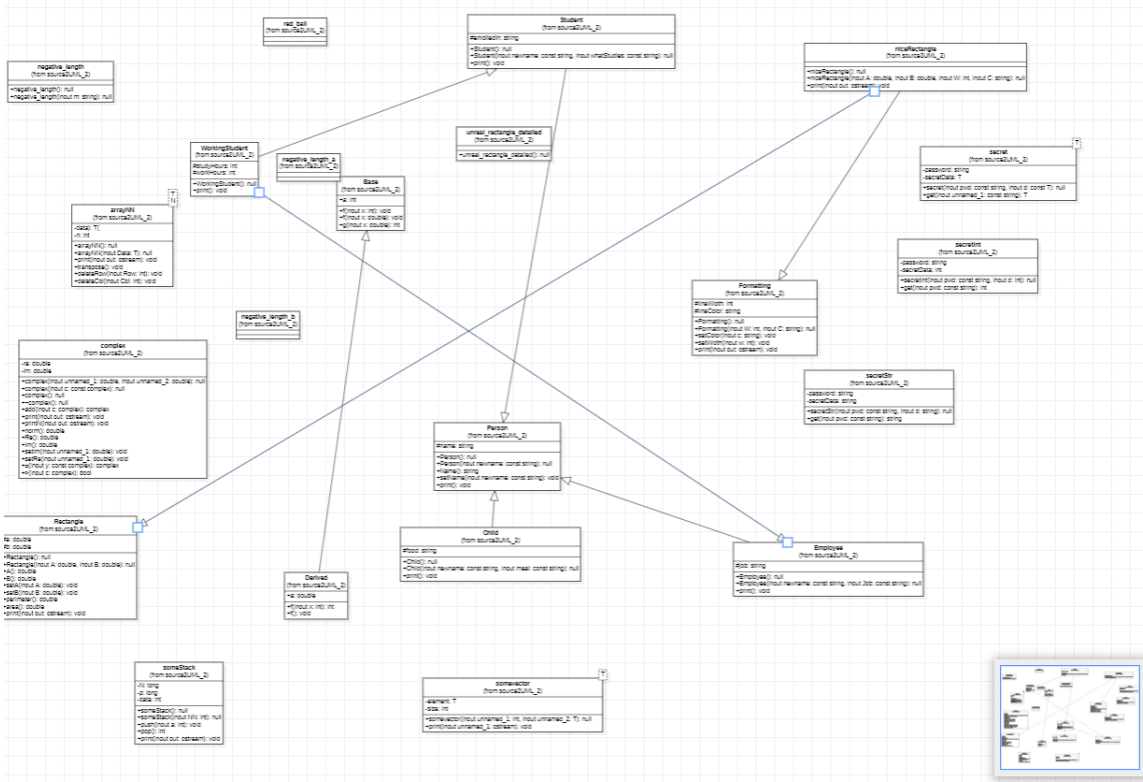 red_ball
(from source2UML_2)
Student
(from source2UML_2)
#enrolledIn: string
+Student(): null
+Student(inout newname: const string, inout whatStudies: const string): null
+print(): void
niceRectangle
(from source2UML_2)
+niceRectangle(): null
+niceRectangle(inout A: double, inout B: double, inout W: int, inout C: string): null
+print(inout out: ostream): void
negative_length
(from source2UML_2)
+negative_length(): null
+negative_length(inout m: string): null
unreal_rectangle_detailed
(from source2UML_2)
+unreal_rectangle_detailed(): null
WorkingStudent
(from source2UML_2)
#studyHours: int
#workHours: int
+WorkingStudent(): null
+print(): void
negative_length_a
(from source2UML_2)
Base
(from source2UML_2)
+a: int
+f(inout x: int): void
+f(inout x: double): void
+g(inout x: double): int
T
secret
(from source2UML_2)
-password: string
-secretData: T
+secret(inout pwd: const string, inout d: const T): null
+get(inout unnamed_1: const string): T
T
N
arrayNN
(from source2UML_2)
-data): T(
-n: int
+arrayNN(): null
+arrayNN(inout Data: T): null
+print(inout out: ostream): void
+transpose(): void
+deleteRow(inout Row: int): void
+deleteCol(inout Col: int): void
secretInt
(from source2UML_2)
-password: string
-secretData: int
+secretInt(inout pwd: const string, inout d: int): null
+get(inout pwd: const string): int
Formatting
(from source2UML_2)
#lineWidth: int
#lineColor: string
+Formatting(): null
+Formatting(inout W: int, inout C: string): null
+setColor(inout c: string): void
+setWidth(inout w: int): void
+print(inout out: ostream): void
negative_length_b
(from source2UML_2)
complex
(from source2UML_2)
-re: double
-im: double
+complex(inout unnamed_1: double, inout unnamed_2: double): null
+complex(inout c: const complex): null
+complex(): null
+~complex(): null
+add(inout c: complex): complex
+print(inout out: ostream): void
+println(inout out: ostream): void
+norm(): double
+Re(): double
+Im(): double
+setIm(inout unnamed_1: double): void
+setRe(inout unnamed_1: double): void
(inout y: const complex): complex
(inout c: complex): bool
secretStr
(from source2UML_2)
-password: string
-secretData: string
+secretStr(inout pwd: const string, inout d: string): null
+get(inout pwd: const string): string
Person
(from source2UML_2)
#name: string
+Person(): null
+Person(inout newname: const string): null
+Name(): string
+setName(inout newname: const string): void
+print(): void
Rectangle
(from source2UML_2)
#a: double
#b: double
+Rectangle(): null
+Rectangle(inout A: double, inout B: double): null
+A(): double
+B(): double
+setA(inout A: double): void
+setB(inout B: double): void
+perimeter(): double
+area(): double
+print(inout out: ostream): void
Child
(from source2UML_2)
#food: string
+Child(): null
+Child(inout newname: const string, inout meal: const string): null
+print(): void
Employee
(from source2UML_2)
#job: string
+Employee(): null
+Employee(inout newname: const string, inout Job: const string): null
+print(): void
Derived
(from source2UML_2)
+a: double
+f(inout x: int): int
+f(): void
someStack
(from source2UML_2)
-N: long
-p: long
-data: int
+someStack(): null
+someStack(inout NN: int): null
+push(inout a: int): void
+pop(): int
+print(inout out: ostream): void
T
somevector
(from source2UML_2)
-element: T
-size: int
+somevector(inout unnamed_1: int, inout unnamed_2: T): null
+print(inout unnamed_1: ostream): void